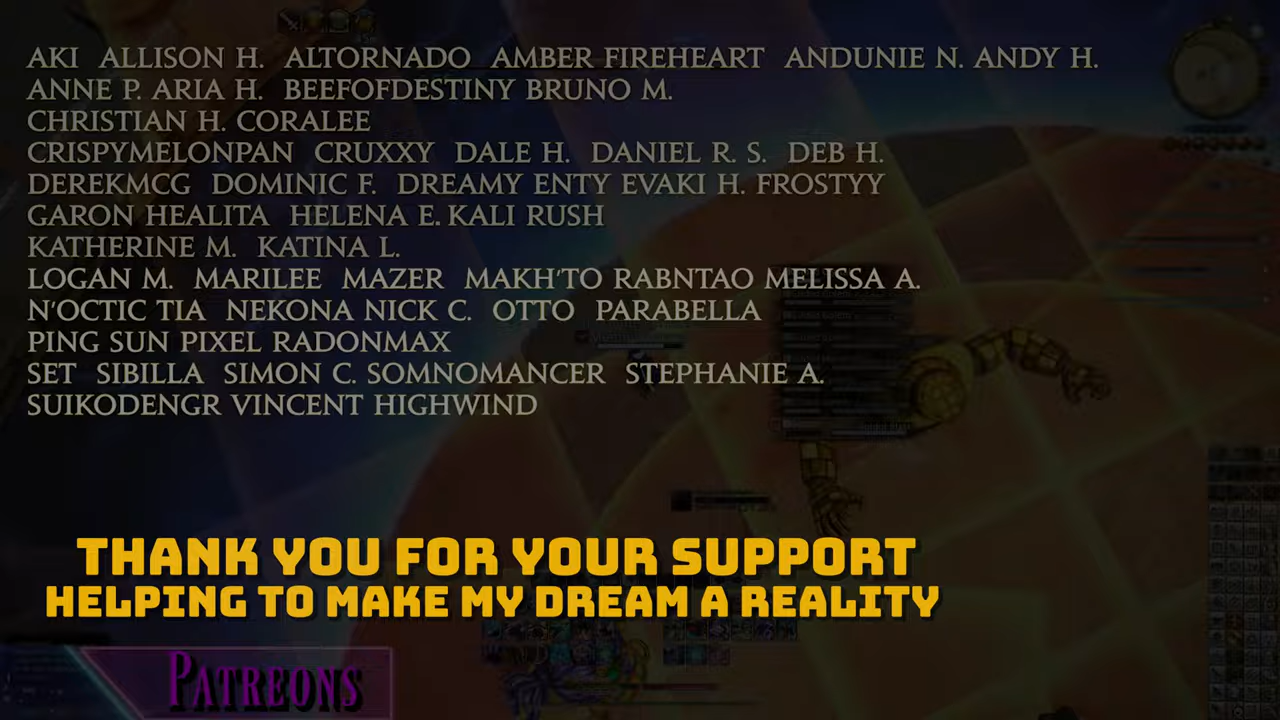 AKI ALLISON H. ALTORNADO AMBER FIREHEART ANDUNIE N. ANDY H.
ANNE P. ARIA H. BEEFOFDESTINY BRUNO M.
CHRISTIAN H. CORALEE
CRISPYMELONPAN CRUXXY DALE H. DANIEL R. S. DEB H.
DEREKMCG DOMINIC F. DREAMY ENTY EVAKI H. FROSTYY
GARON HEALITA HELENA E. KALI RUSH
KATHERINE M. KATINA L.
LOGAN M. MARILEE MAZER MAKH'TO RABNTAO MELISSA A.
N'OCTIC TIA NEKONA NICK C. OTTO PARABELLA
PING SUN PIXEL RADONMAX
SET SIBILLA SIMON C. SOMNOMANCER STEPHANIE A.
SUIKODENGR VINCENT HIGHWIND
THANK YOU FOR YOUR SUPPORT
HELPING TO MAKE MY DREAM A REALITY
PATREONS